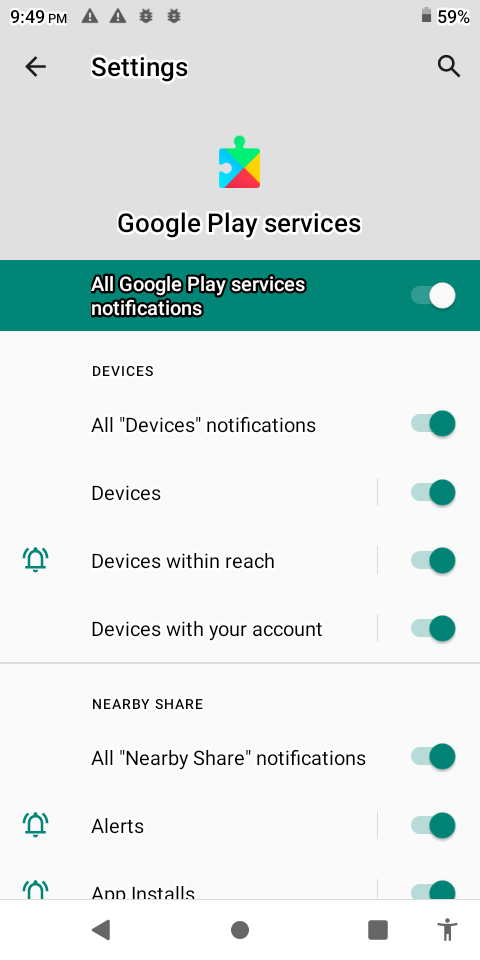 9:49 PM
59%
Settings
Google Play services
All Google Play services
notifications
DEVICES
All "Devices" notifications
Devices
Devices within reach
Devices with your account
NEARBY SHARE
All "Nearby Share" notifications
Alerts
App Installs